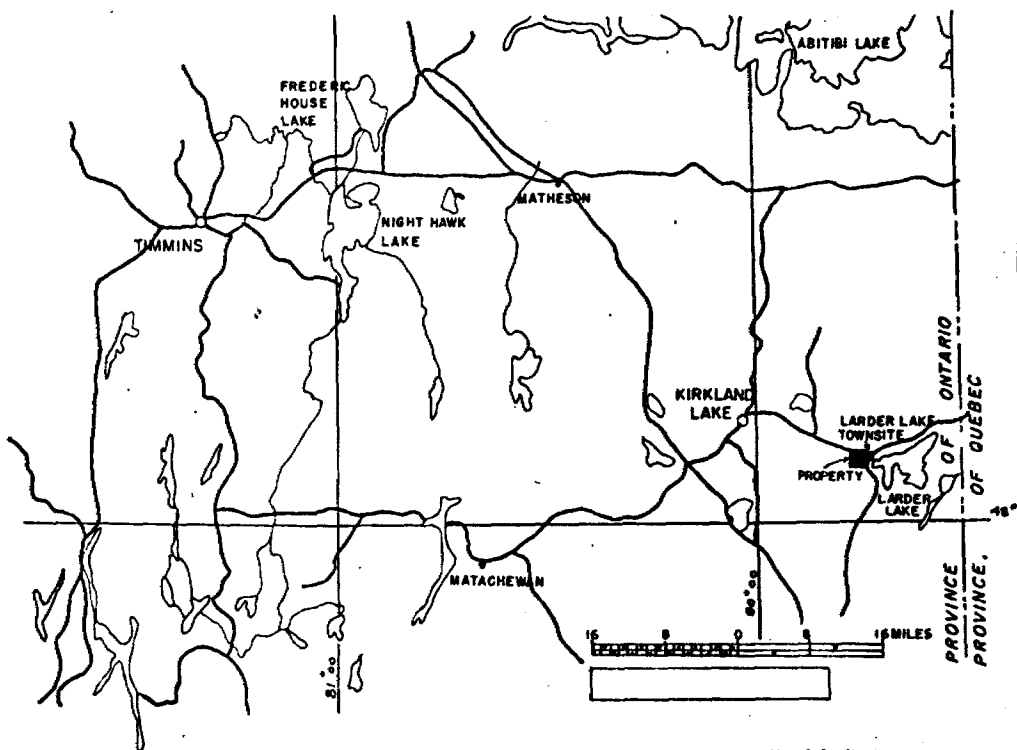 ABITIBI LAKE
FREDERIC
HOUSE
LAKE
MATHESON
NIGHT HAWK
LAKE
TIMMINS
KIRKLAND
LAKE
LARDER LAKE
TOWNSITE
PROPERTY
LARDER
LAKE
PROVINCE OF ONTARIO
PROVINCE. OF QUEBEC
48°
MATACHEWAN
80°00
81°00
16 8 0 8 16 MILES